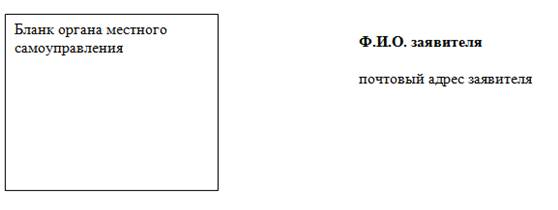 Бланк органа местного
самоуправления
Ф.И.О. заявителя
почтовый адрес заявителя